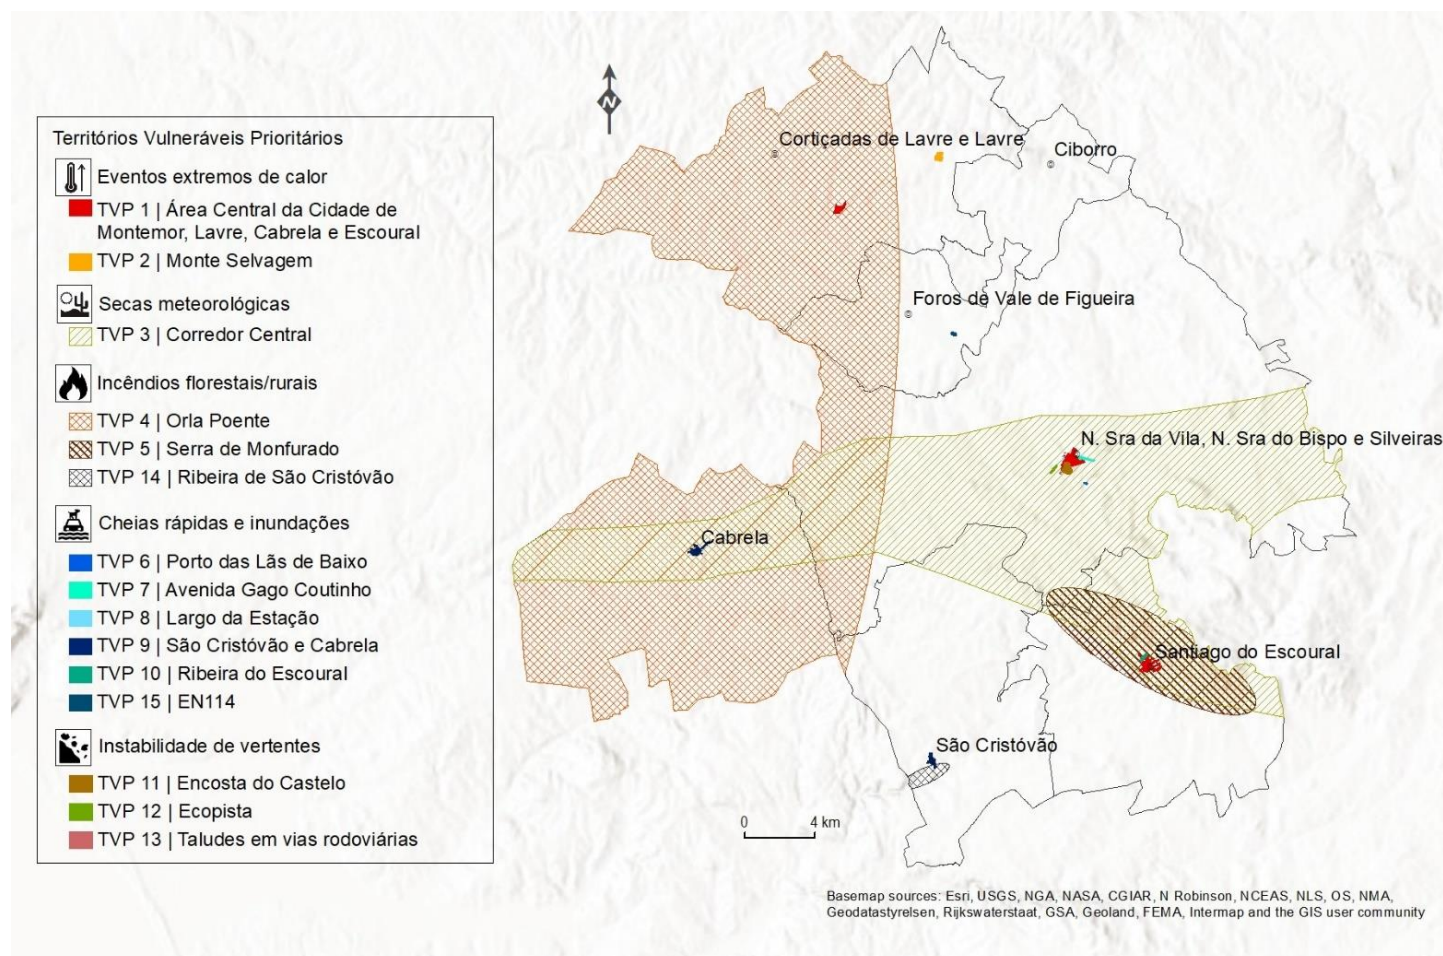 N
Territórios Vulneráveis Prioritários
Eventos extremos de calor
TVP 1 | Área Central da Cidade de
Montemor, Lavre, Cabrela e Escoural
TVP 2 | Monte Selvagem
Secas meteorológicas
TVP 3 | Corredor Central
Incêndios florestais/rurais
TVP 4 | Orla Poente
TVP 5 | Serra de Monfurado
TVP 14 | Ribeira de São Cristóvão
Cheias rápidas e inundações
TVP 6 | Porto das Lãs de Baixo
TVP 7 | Avenida Gago Coutinho
TVP 8 | Largo da Estação
TVP 9 | São Cristóvão e Cabrela
TVP 10 | Ribeira do Escoural
TVP 15 | EN114
Instabilidade de vertentes
TVP 11 | Encosta do Castelo
TVP 12 | Ecopista
TVP 13 | Taludes em vias rodoviárias
Cortiçadas de Lavre e Lavre
Ciborro
Foros de Vale de Figueira
N. Sra da Vila, N. Sra do Bispo e Silveiras
Cabrela
Santiago do Escoural
São Cristóvão
0 4 km
Basemap sources: Esri, USGS, NGA, NASA, CGIAR, N Robinson, NCEAS, NLS, OS, NMA,
Geodatastyrelsen, Rijkswaterstaat, GSA, Geoland, FEMA, Intermap and the GIS user community